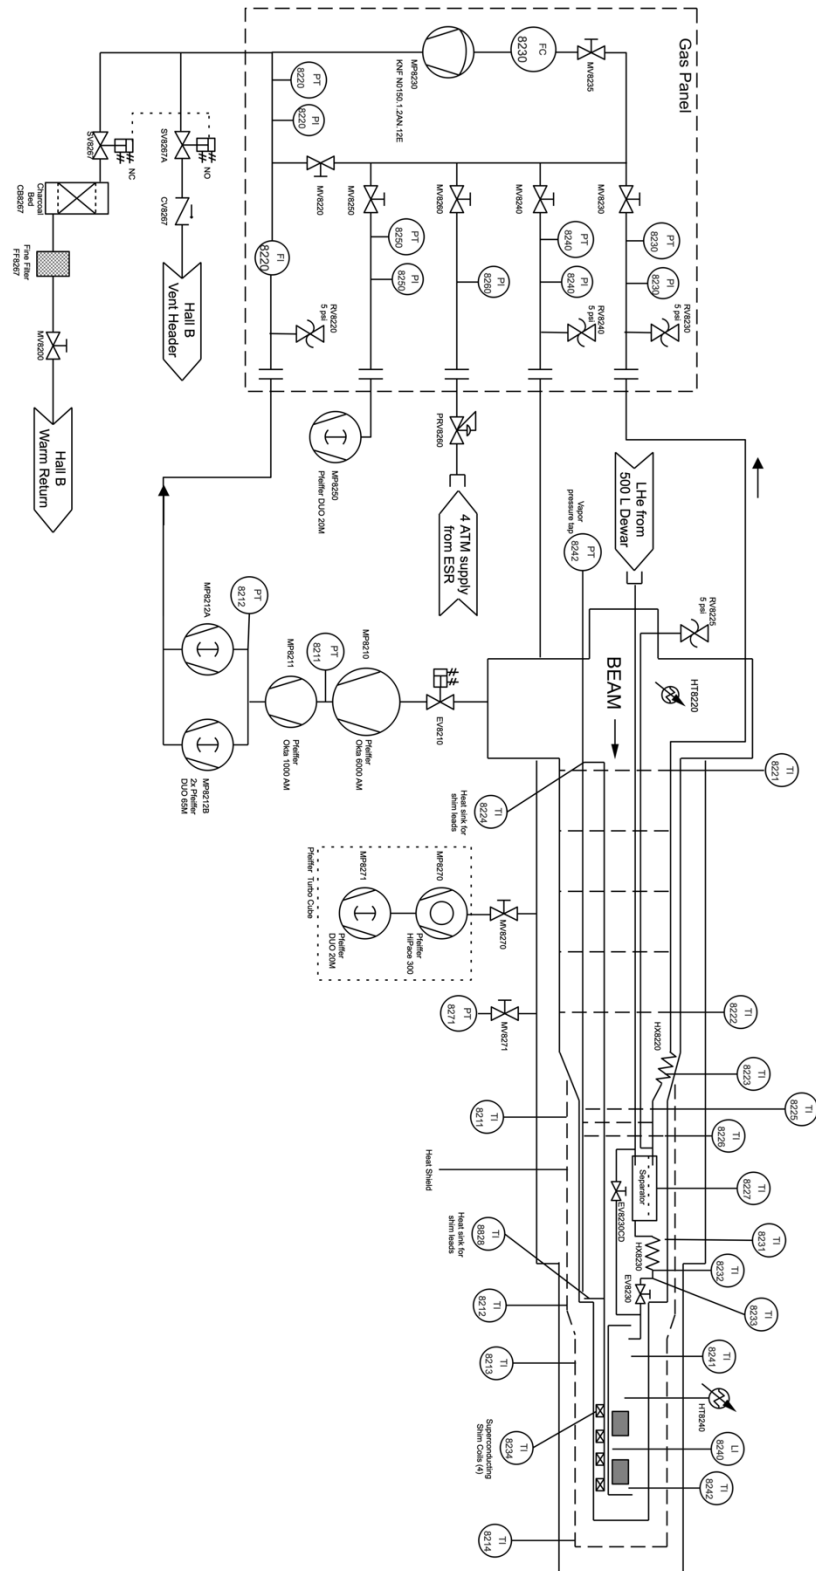 Gas Panel
FC
8230
MV8235
MP8230
KNF N0150.1.2AN.12E
PT
8220
PI
8220
SV8267
NC
SV8267A
NO
Charcoal
Bed
CB8267
CV8267
Fine Filter
FF8267
MV8200
Hall B
Vent Header
Hall B
Warm Return
MV8220
FI
8220
RV8220
5 psi
MV8250
PT
8250
PI
8250
MV8260
PI
8260
MV8240
PT
8240
PI
8240
RV8240
5 psi
MV8230
PT
8230
PI
8230
RV8230
5 psi
MP8250
Pfeiffer DUO 20M
PRV8260
4 ATM supply
from ESR
LHe from
500 L Dewar
Vapor
pressure tap
PT
8242
RV8225
5 psi
MP8212A
PT
8212
MP8212B
2x Pfeiffer
DUO 65M
MP8211
Pfeiffer
Okta 1000 AM
PT
8211
MP8210
Pfeiffer
Okta 6000 AM
EV8210
BEAM
HT8220
TI
8221
TI
8224
Heat sink for
shim leads
Pfeiffer Turbo Cube
MP8271
Pfeiffer
DUO 20M
MP8270
Pfeiffer
HiPace 300
MV8270
PT
8271
MV8271
TI
8222
HX8220
TI
8223
TI
8225
TI
8226
TI
8211
Heat Shield
Separator
TI
8227
EV8230CD
HX8230
TI
8231
TI
8232
EV8230
TI
8233
Heat sink for
shim leads
TI
8828
TI
8212
TI
8213
TI
8241
HT8240
LI
8240
TI
8242
Superconducting
Shim Coils (4)
TI
8234
TI
8214